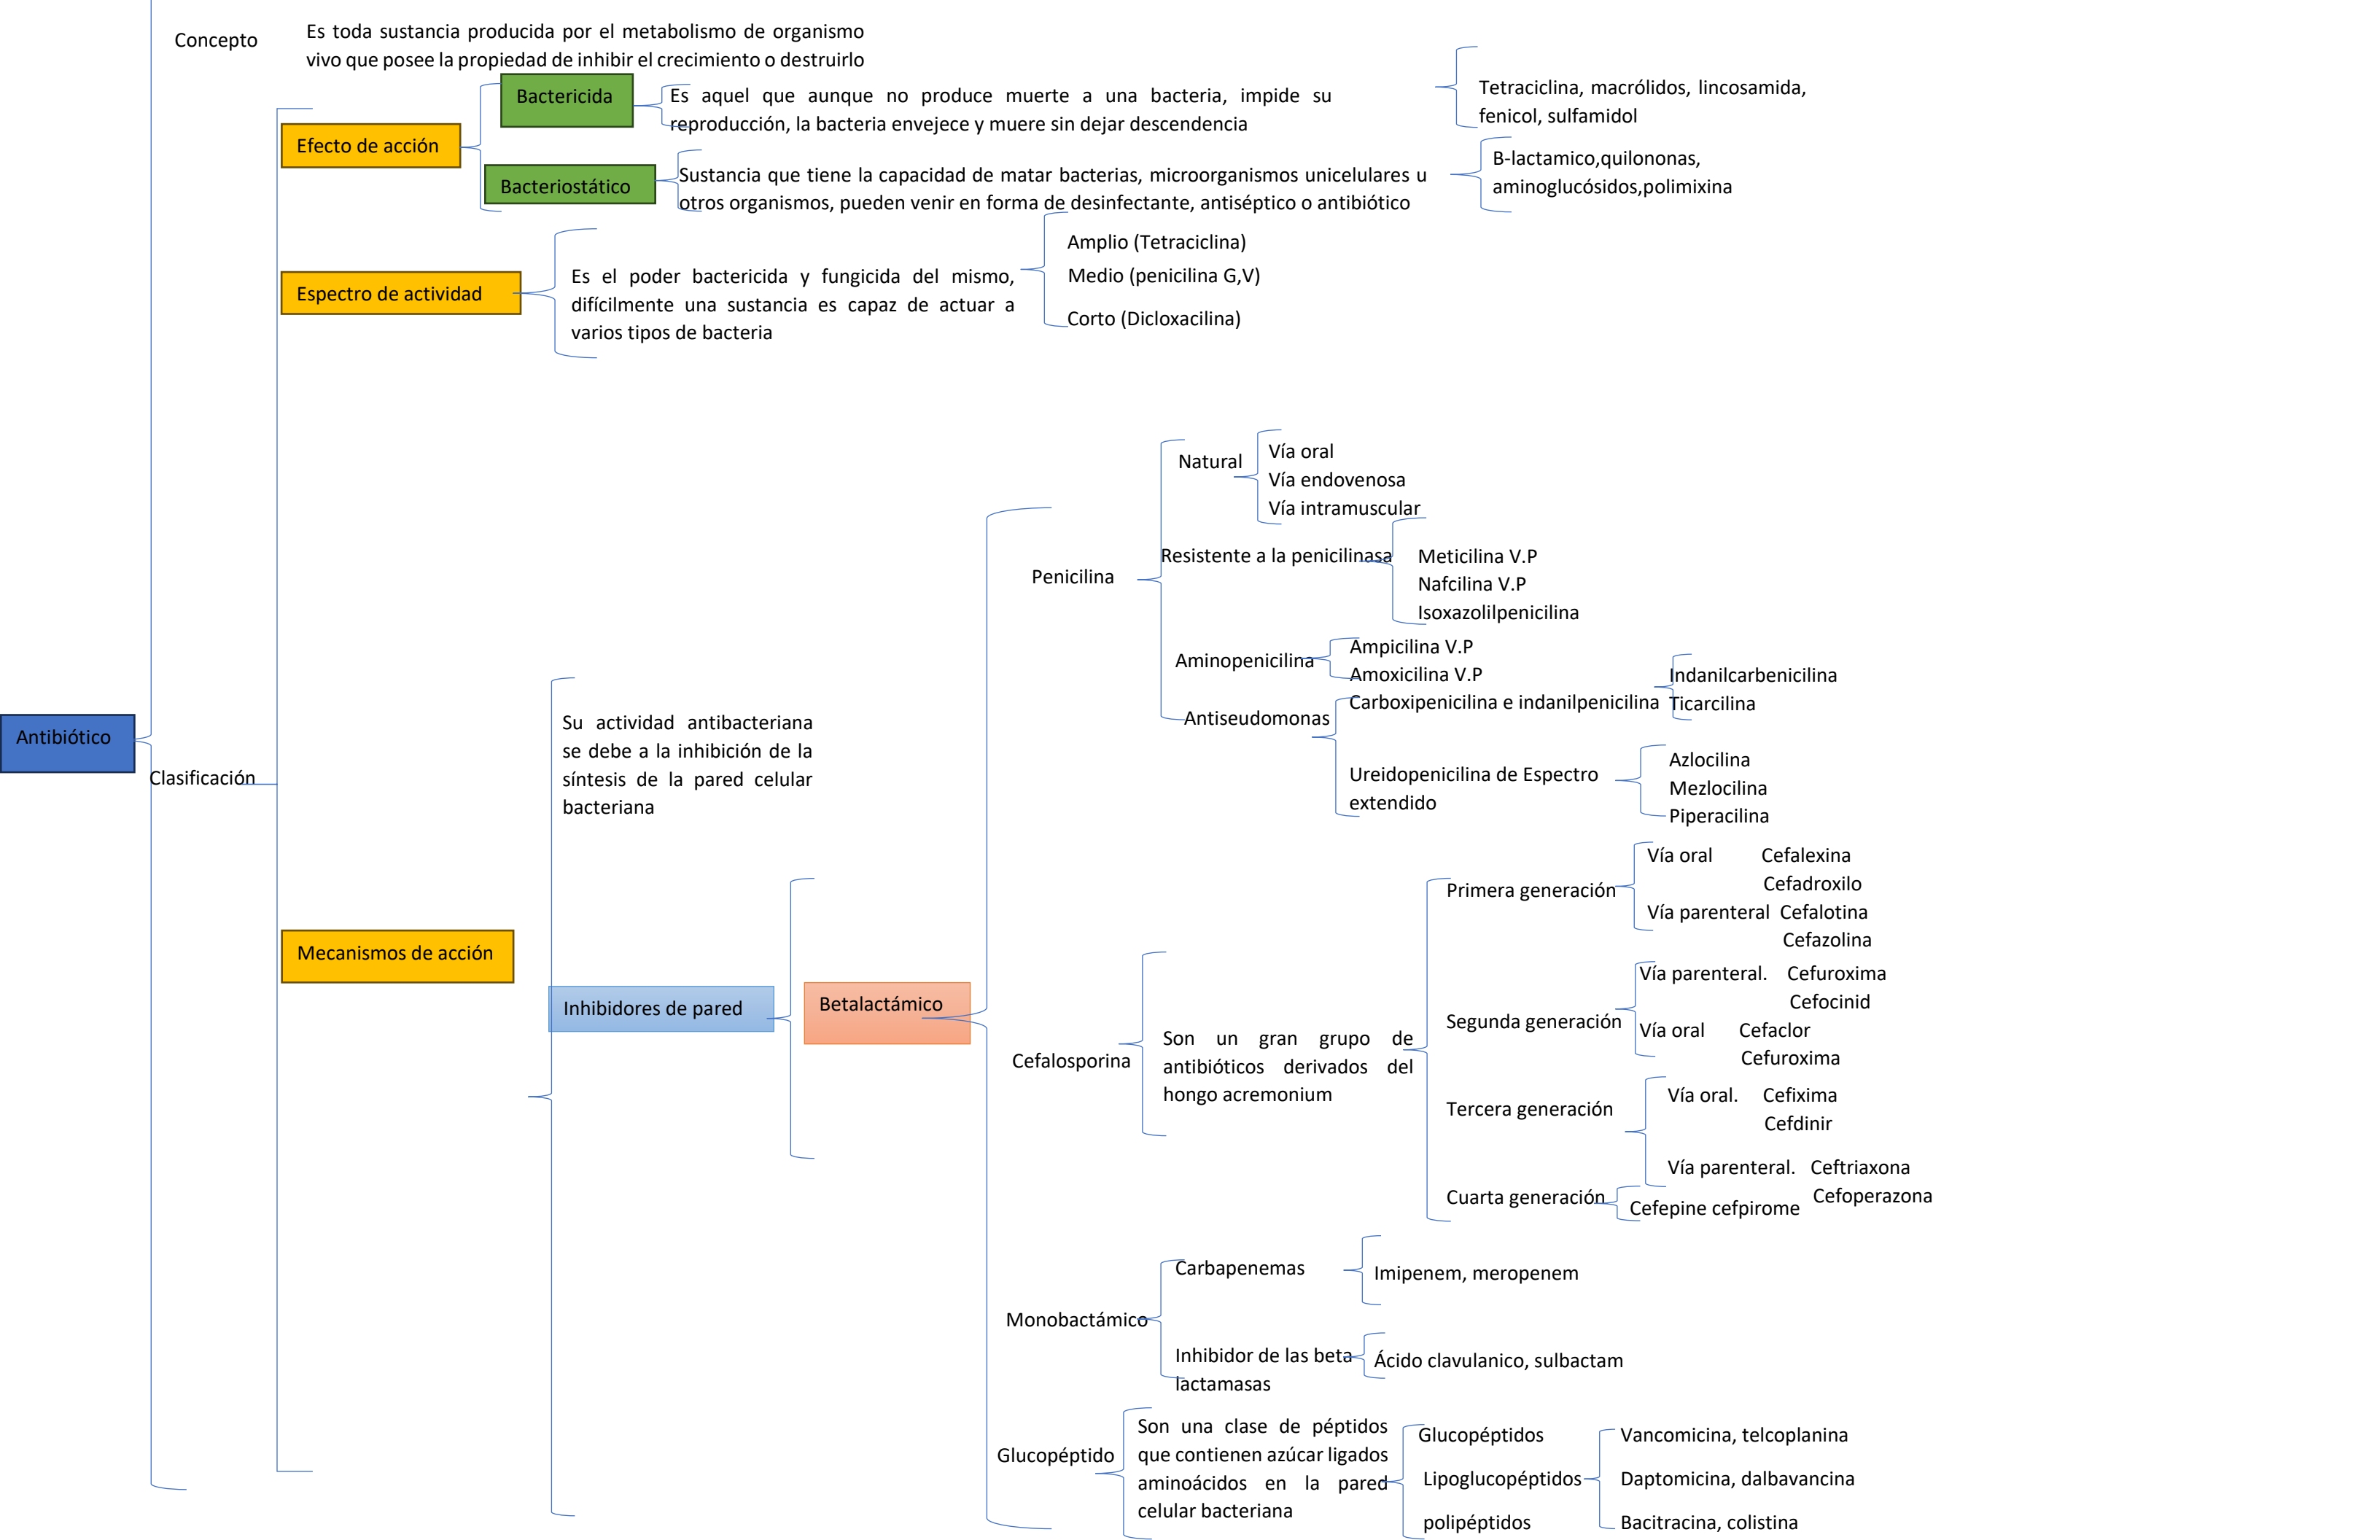 Concepto
Es toda sustancia producida por el metabolismo de organismo
vivo que posee la propiedad de inhibir el crecimiento o destruirlo
Bactericida
Es aquel que aunque no produce muerte a una bacteria, impide su
reproducción, la bacteria envejece y muere sin dejar descendencia
Tetraciclina, macrólidos, lincosamida,
fenicol, sulfamidol
Efecto de acción
Bacteriostático
Sustancia que tiene la capacidad de matar bacterias, microorganismos unicelulares u
otros organismos, pueden venir en forma de desinfectante, antiséptico o antibiótico
B-lactamico,quilononas,
aminoglucósidos,polimixina
Espectro de actividad
Es el poder bactericida y fungicida del mismo,
difícilmente una sustancia es capaz de actuar a
varios tipos de bacteria
Amplio (Tetraciclina)
Medio (penicilina G,V)
Corto (Dicloxacilina)
Antibiótico
Clasificación
Mecanismos de acción
Su actividad antibacteriana
se debe a la inhibición de la
síntesis de la pared celular
bacteriana
Inhibidores de pared
Betalactámico
Penicilina
Natural
Vía oral
Vía endovenosa
Vía intramuscular
Resistente a la penicilinasa
Meticilina V.P
Nafcilina V.P
Isoxazolilpenicilina
Aminopenicilina
Ampicilina V.P
Amoxicilina V.P
Antiseudomonas
Carboxipenicilina e indanilpenicilina
Indanilcarbenicilina
Ticarcilina
Ureidopenicilina de Espectro
extendido
Azlocilina
Mezlocilina
Piperacilina
Cefalosporina
Son un gran grupo de
antibióticos derivados del
hongo acremonium
Primera generación
Vía oral Cefalexina
Cefadroxilo
Vía parenteral Cefalotina
Cefazolina
Segunda generación
Vía parenteral. Cefuroxima
Cefocinid
Vía oral Cefaclor
Cefuroxima
Tercera generación
Vía oral. Cefixima
Cefdinir
Vía parenteral. Ceftriaxona
Cefoperazona
Cuarta generación
Cefepine cefpirome
Monobactámico
Carbapenemas
Imipenem, meropenem
Inhibidor de las beta
lactamasas
Ácido clavulanico, sulbactam
Glucopéptido
Son una clase de péptidos
que contienen azúcar ligados
aminoácidos en la pared
celular bacteriana
Glucopéptidos
Lipoglucopéptidos
polipéptidos
Vancomicina, telcoplanina
Daptomicina, dalbavancina
Bacitracina, colistina